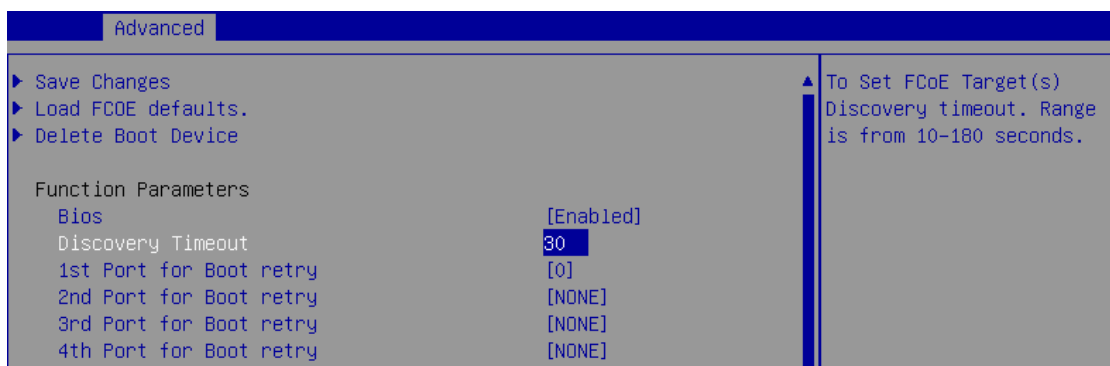 Advanced
Save Changes
Load FCOE defaults.
Delete Boot Device
Function Parameters
Bios [Enabled]
Discovery Timeout 30
1st Port for Boot retry [0]
2nd Port for Boot retry [NONE]
3rd Port for Boot retry [NONE]
4th Port for Boot retry [NONE]
To Set FCoE Target(s)
Discovery timeout. Range
is from 10-180 seconds.